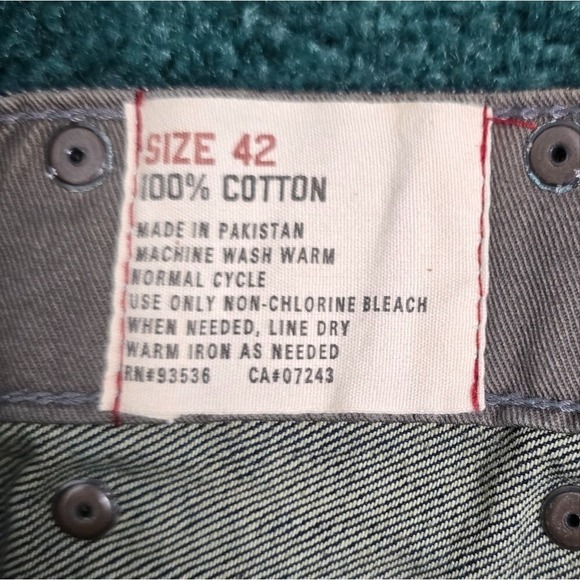 SIZE 42
100% COTTON
MADE IN PAKISTAN
MACHINE WASH WARM
NORMAL CYCLE
USE ONLY NON-CHLORINE BLEACH
WHEN NEEDED, LINE DRY
WARM IRON AS NEEDED
RN#93536 CA#07243